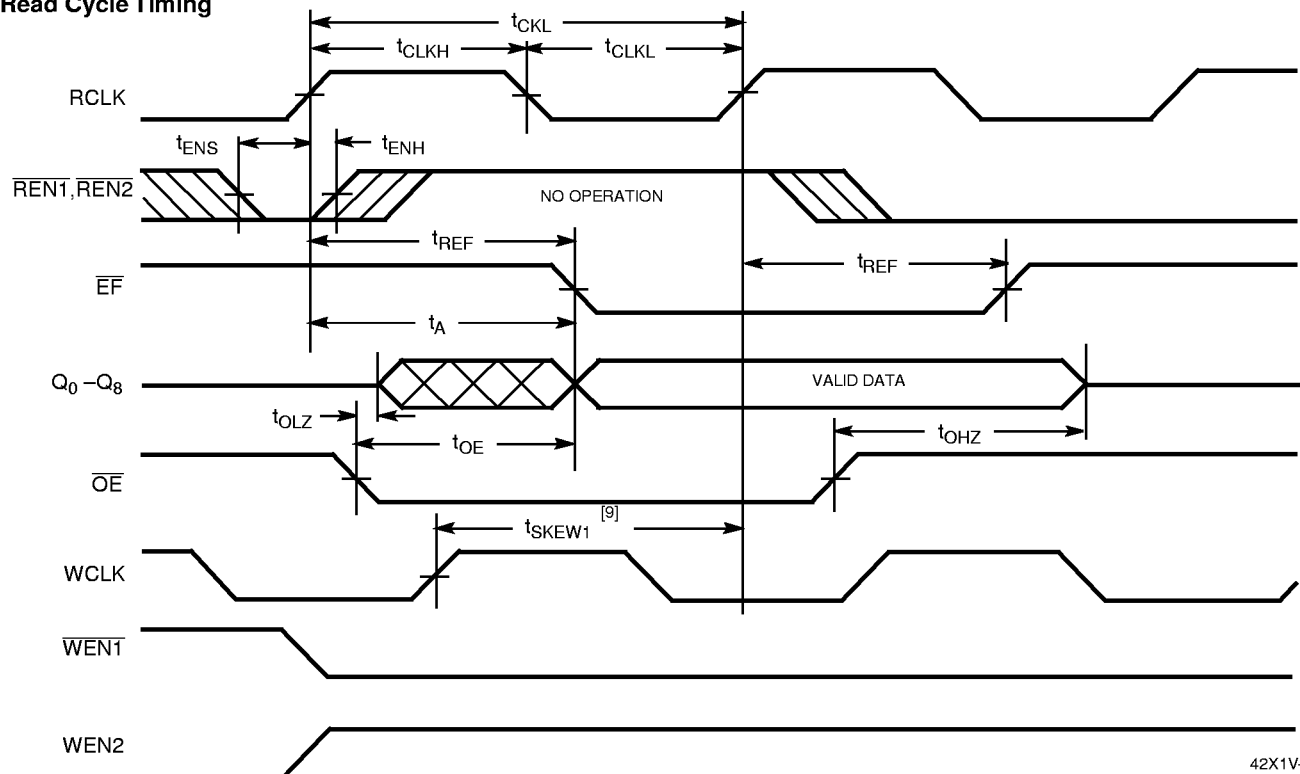 Read Cycle Timing
tCKL
tCLKH
tCLKL
RCLK
tENS
tENH
REN1,REN2
NO OPERATION
tREF
tREF
EF
tA
Q0 –Q8
VALID DATA
tOLZ
tOE
tOHZ
OE
tSKEW1 [9]
WCLK
WEN1
WEN2
42X1V-